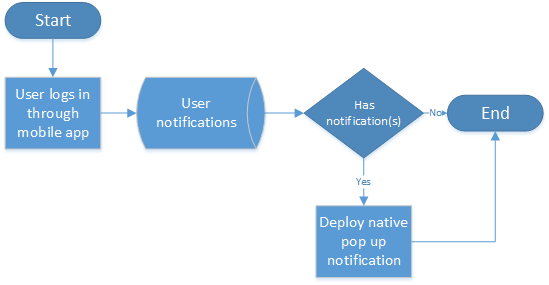 Start
User logs in
through
mobile app
User
notifications
Has
notification(s)
No
End
Yes
Deploy native
pop up
notification